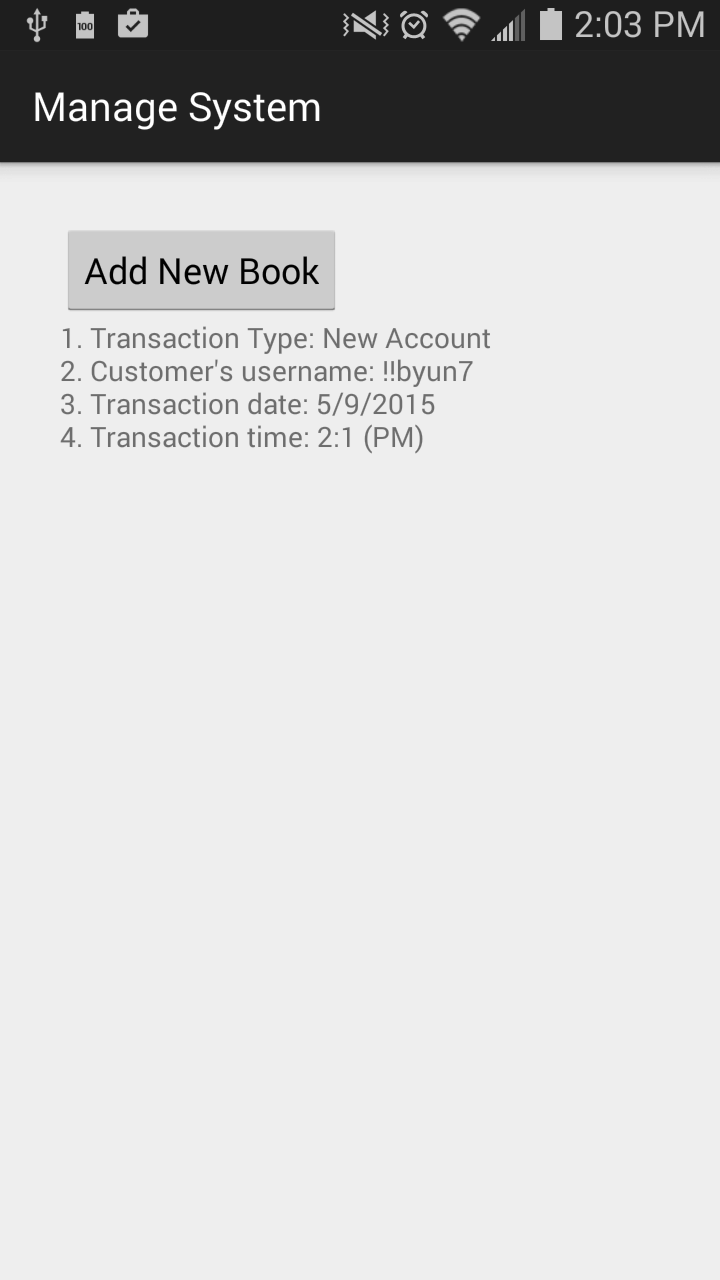 100
2:03 PM
Manage System
Add New Book
1. Transaction Type: New Account
2. Customer's username: !!byun7
3. Transaction date: 5/9/2015
4. Transaction time: 2:1 (PM)